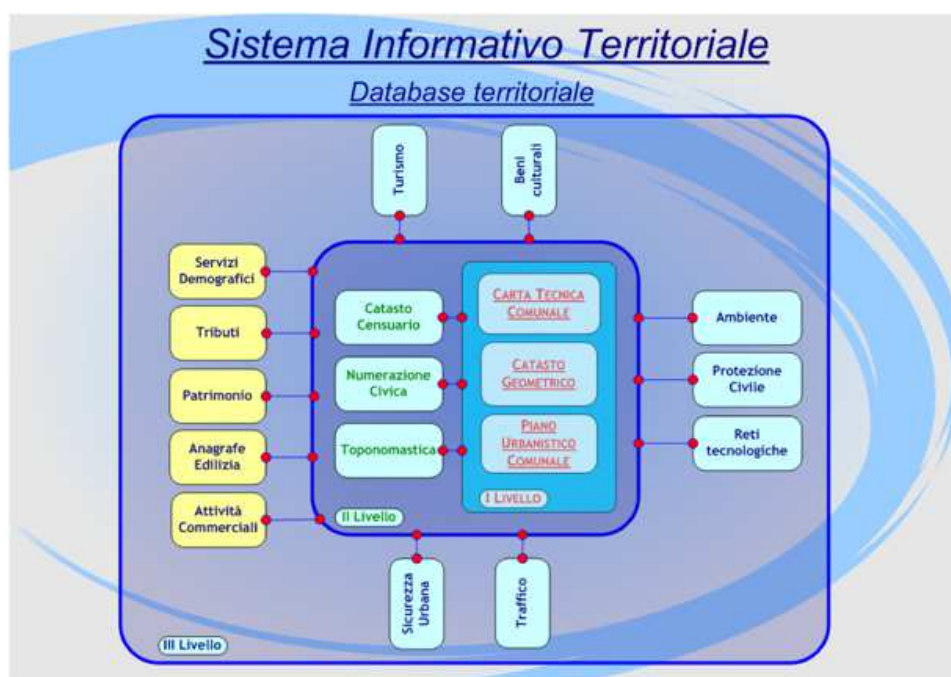 Sistema Informativo Territoriale
Database territoriale
Turismo
Beni
culturali
Servizi
Demografici
Tributi
Patrimonio
Anagrafe
Edilizia
Attività
Commerciali
Catasto
Censuario
Numerazione
Civica
Toponomastica
II Livello
CARTA TECNICA
COMUNALE
CATASTO
GEOMETRICO
PIANO
URBANISTICO
COMUNALE
I LIVELLO
Ambiente
Protezione
Civile
Reti
tecnologiche
Sicurezza
Urbana
Traffico
III Livello